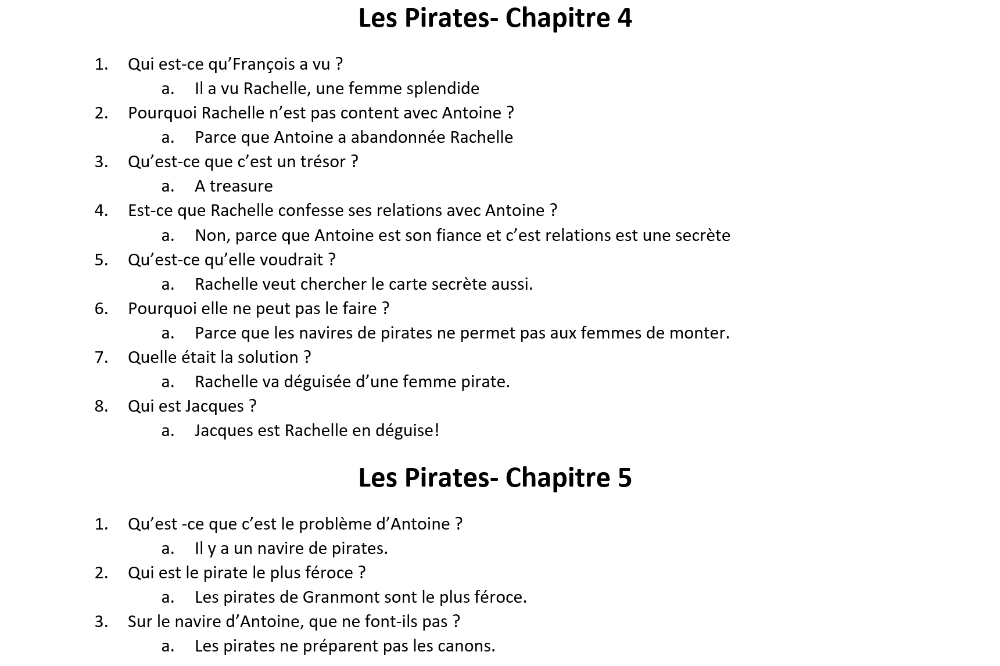 Les Pirates- Chapitre 4
1. Qui est-ce qu'François a vu ?
a. Il a vu Rachelle, une femme splendide
2. Pourquoi Rachelle n'est pas content avec Antoine ?
a. Parce que Antoine a abandonnée Rachelle
3. Qu'est-ce que c'est un trésor ?
a. A treasure
4. Est-ce que Rachelle confesse ses relations avec Antoine ?
a. Non, parce que Antoine est son fiance et c'est relations est une secrète
5. Qu'est-ce qu'elle voudrait ?
a. Rachelle veut chercher le carte secrète aussi.
6. Pourquoi elle ne peut pas le faire ?
a. Parce que les navires de pirates ne permet pas aux femmes de monter.
7. Quelle était la solution ?
a. Rachelle va déguisée d'une femme pirate.
8. Qui est Jacques ?
a. Jacques est Rachelle en déguise!
Les Pirates- Chapitre 5
1. Qu'est -ce que c'est le problème d'Antoine ?
a. Il y a un navire de pirates.
2. Qui est le pirate le plus féroce ?
a. Les pirates de Granmont sont le plus féroce.
3. Sur le navire d'Antoine, que ne font-ils pas ?
a. Les pirates ne préparent pas les canons.